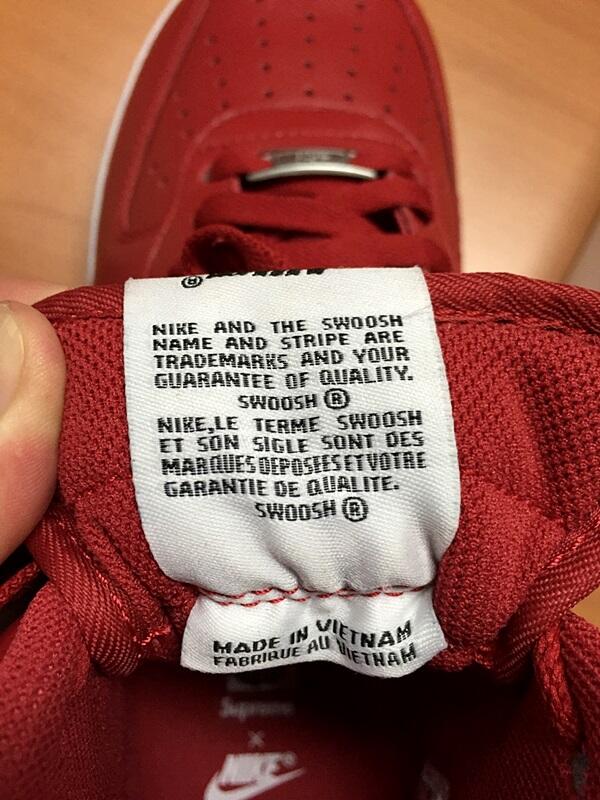 NIKE AND THE SWOOSH
NAME AND STRIPE ARE
TRADEMARKS AND YOUR
GUARANTEE OF QUALITY.
SWOOSH ®
NIKE,LE TERME SWOOSH
ET SON SIGLE SONT DES
MARQUES DEPOSEES ET VOTRE
GARANTIE DE QUALITE.
SWOOSH ®
MADE IN VIETNAM
FABRIQUE AU VIETNAM
Supreme
×
NIKE®